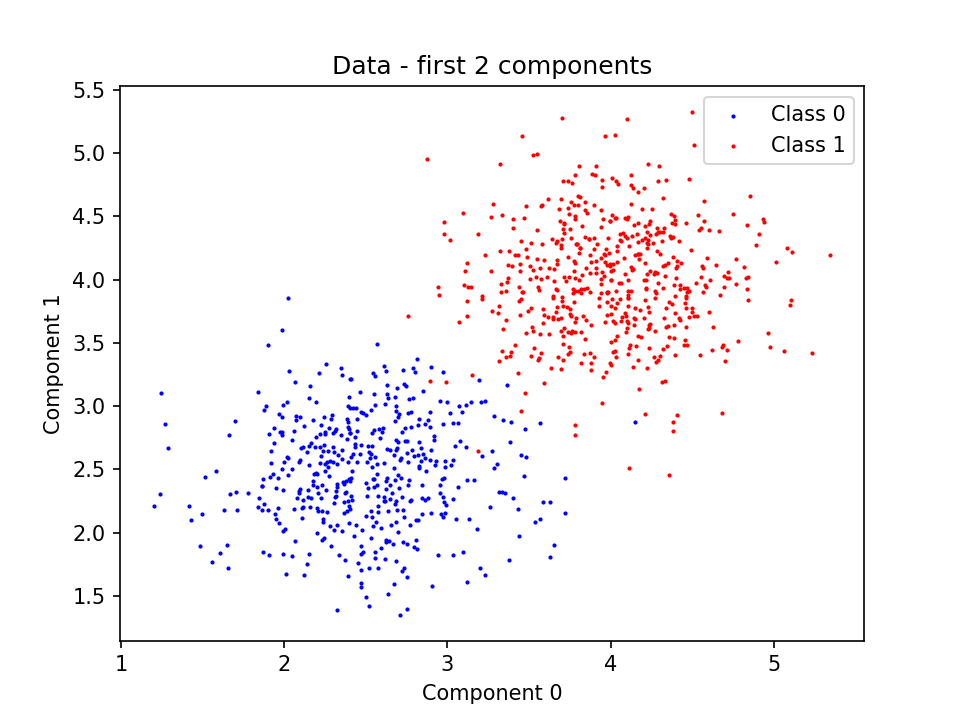 Data - first 2 components
Class 0
Class 1
5.5
5.0
4.5
4.0
3.5
3.0
2.5
2.0
1.5
Component 1
1 2 3 4 5
Component 0